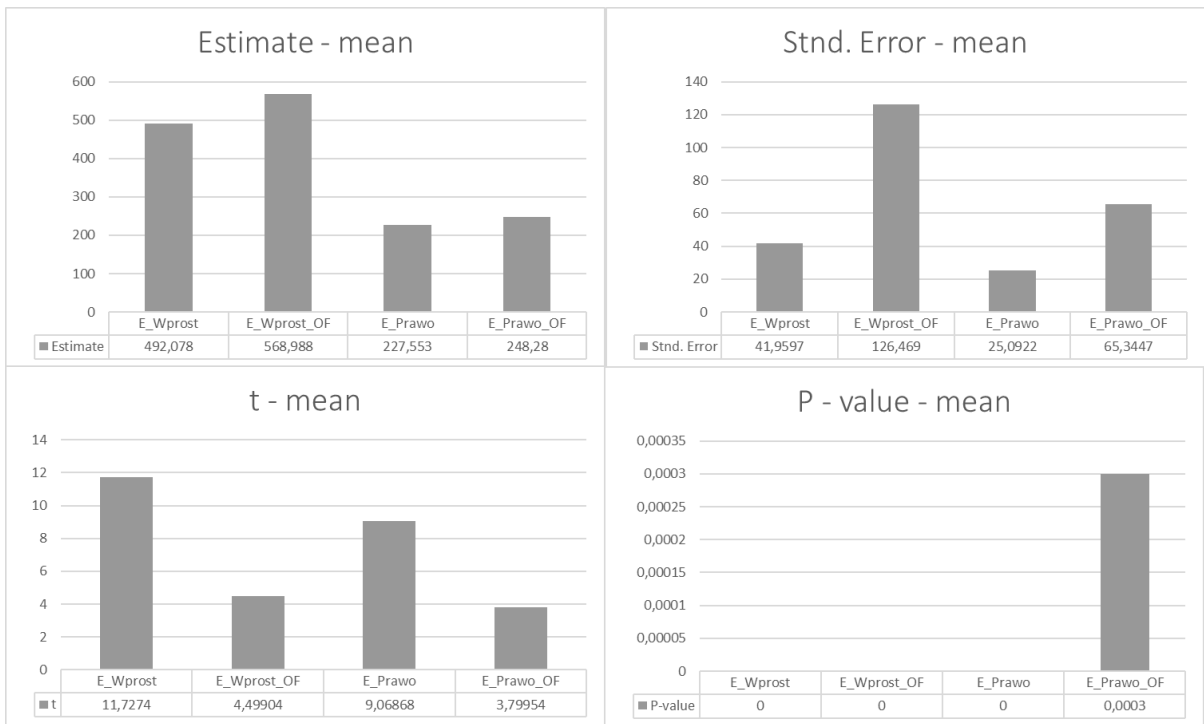 Estimate - mean
600
500
400
300
200
100
0
E_Wprost E_Wprost_OF E_Prawo E_Prawo_OF
Estimate 492,078 568,988 227,553 248,28
Stnd. Error - mean
140
120
100
80
60
40
20
0
E_Wprost E_Wprost_OF E_Prawo E_Prawo_OF
Stnd. Error 41,9597 126,469 25,0922 65,3447
t - mean
14
12
10
8
6
4
2
0
E_Wprost E_Wprost_OF E_Prawo E_Prawo_OF
t 11,7274 4,49904 9,06868 3,79954
P - value - mean
0,00035
0,0003
0,00025
0,0002
0,00015
0,0001
0,00005
0
E_Wprost E_Wprost_OF E_Prawo E_Prawo_OF
P-value 0 0 0 0,0003